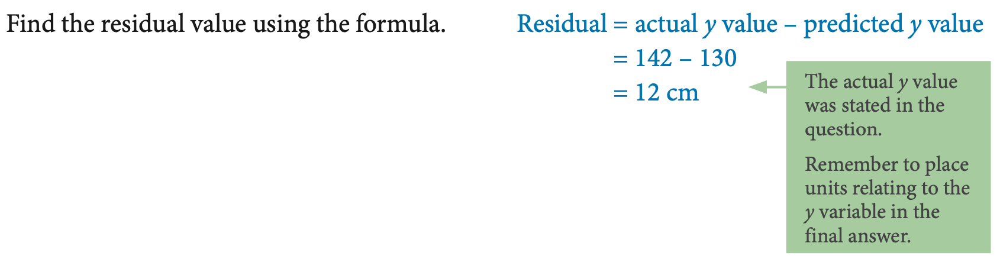 Find the residual value using the formula.
Residual = actual y value – predicted y value
= 142 – 130
= 12 cm
The actual y value
was stated in the
question.
Remember to place
units relating to the
y variable in the
final answer.